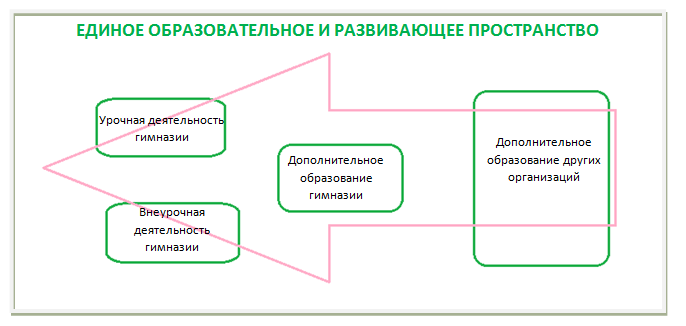 ЕДИНОЕ ОБРАЗОВАТЕЛЬНОЕ И РАЗВИВАЮЩЕЕ ПРОСТРАНСТВО
Урочная деятельность
гимназии
Внеурочная
деятельность
гимназии
Дополнительное
образование
гимназии
Дополнительное
образование других
организаций